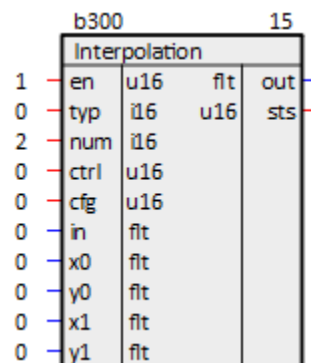 b300 15
Interpolation
1 en u16 flt out
0 typ i16 u16 sts
2 num i16
0 ctrl u16
0 cfg u16
0 in flt
0 x0 flt
0 y0 flt
0 x1 flt
0 y1 flt